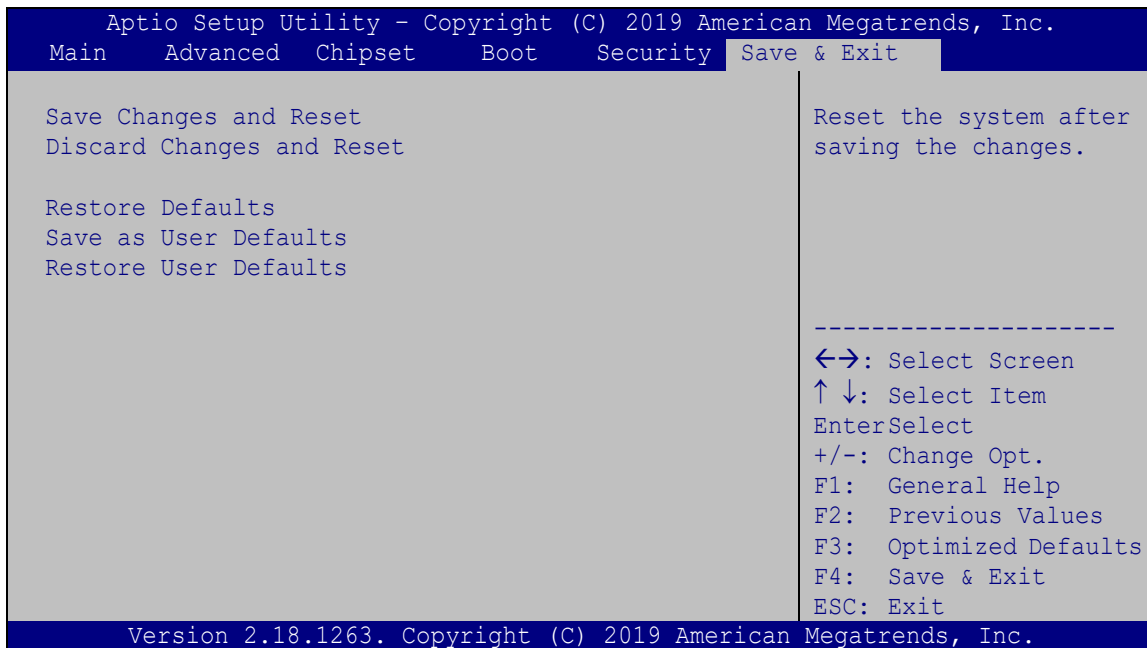 Aptio Setup Utility – Copyright (C) 2019 American Megatrends, Inc.
Main Advanced Chipset Boot Security Save & Exit
Save Changes and Reset
Discard Changes and Reset
Restore Defaults
Save as User Defaults
Restore User Defaults
Reset the system after
saving the changes.
---------------------
←→: Select Screen
↑ ↓: Select Item
EnterSelect
+/-: Change Opt.
F1: General Help
F2: Previous Values
F3: Optimized Defaults
F4: Save & Exit
ESC: Exit
Version 2.18.1263. Copyright (C) 2019 American Megatrends, Inc.